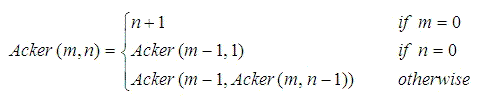 n+1 if m = 0
Acker (m,n) = Acker (m−1,1) if n = 0
Acker (m−1, Acker (m, n−1)) otherwise